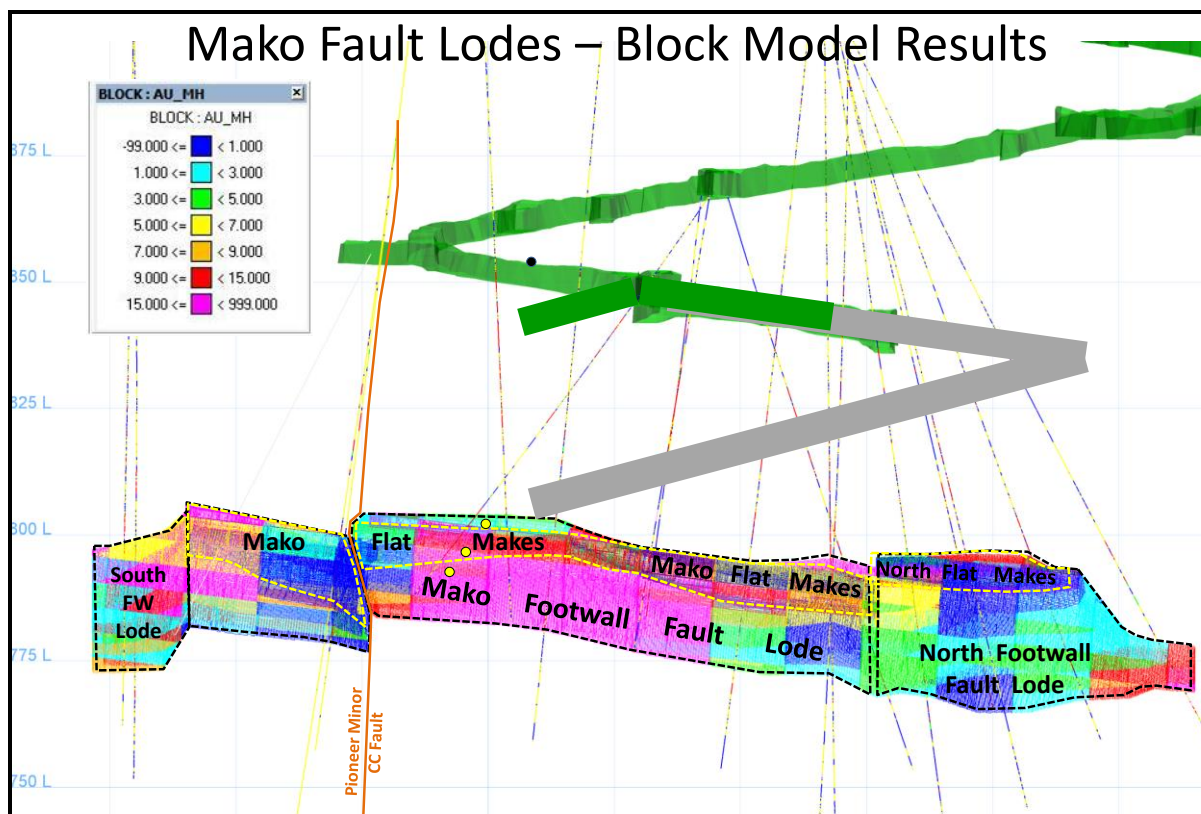 Mako Fault Lodes – Block Model Results
BLOCK : AU_MH
BLOCK : AU_MH
-99.000 <= < 1.000
1.000 <= < 3.000
3.000 <= < 5.000
5.000 <= < 7.000
7.000 <= < 9.000
9.000 <= < 15.000
15.000 <= < 999.000
875 L
850 L
825 L
800 L
775 L
750 L
South
FW
Lode
Mako
Flat Makes
Mako Flat Makes
North Flat Makes
Mako Footwall Fault Lode
North Footwall
Fault Lode
Pioneer Minor
CC Fault